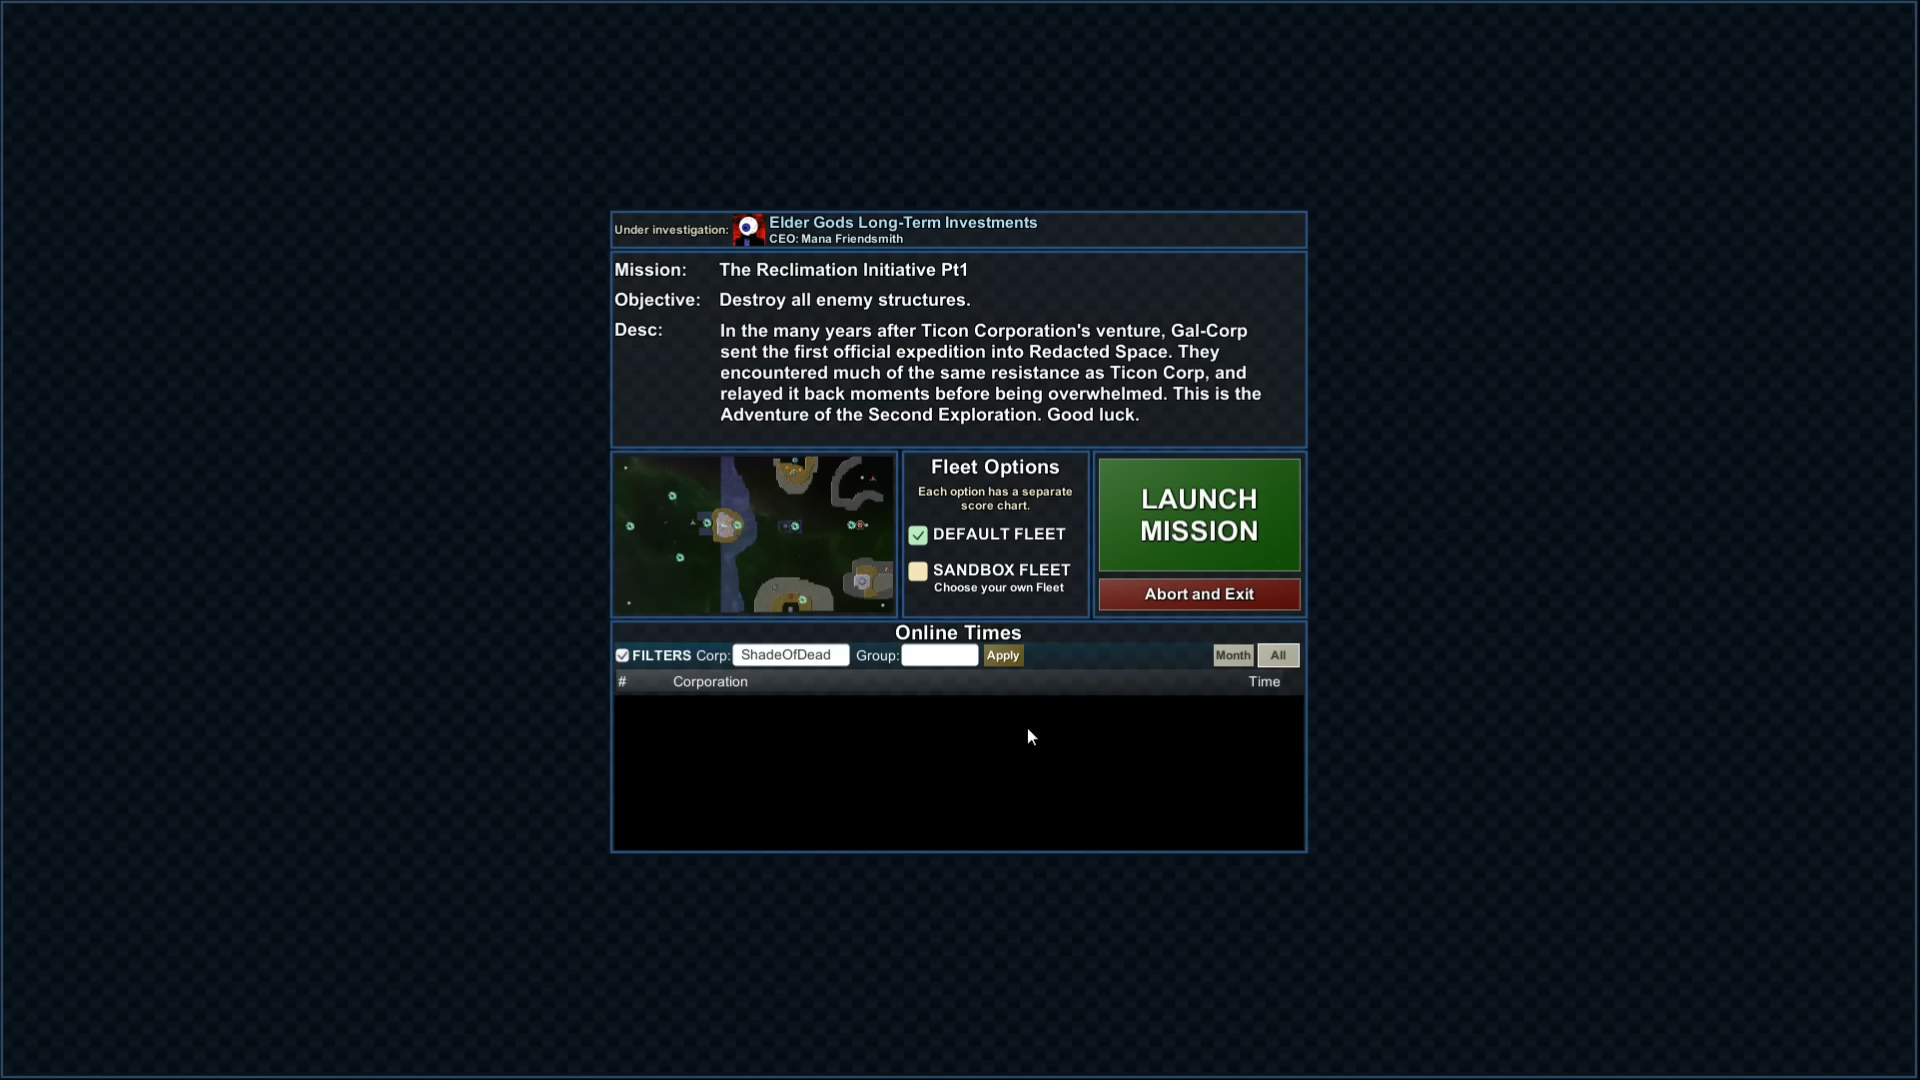 Under investigation:
Elder Gods Long-Term Investments
CEO: Mana Friendsmith
Mission: The Reclimation Initiative Pt1
Objective: Destroy all enemy structures.
Desc: In the many years after Ticon Corporation's venture, Gal-Corp
sent the first official expedition into Redacted Space. They
encountered much of the same resistance as Ticon Corp, and
relayed it back moments before being overwhelmed. This is the
Adventure of the Second Exploration. Good luck.
Fleet Options
Each option has a separate
score chart.
DEFAULT FLEET
SANDBOX FLEET
Choose your own Fleet
LAUNCH
MISSION
Abort and Exit
Online Times
FILTERS Corp: ShadeOfDead Group: Apply Month All
# Corporation Time